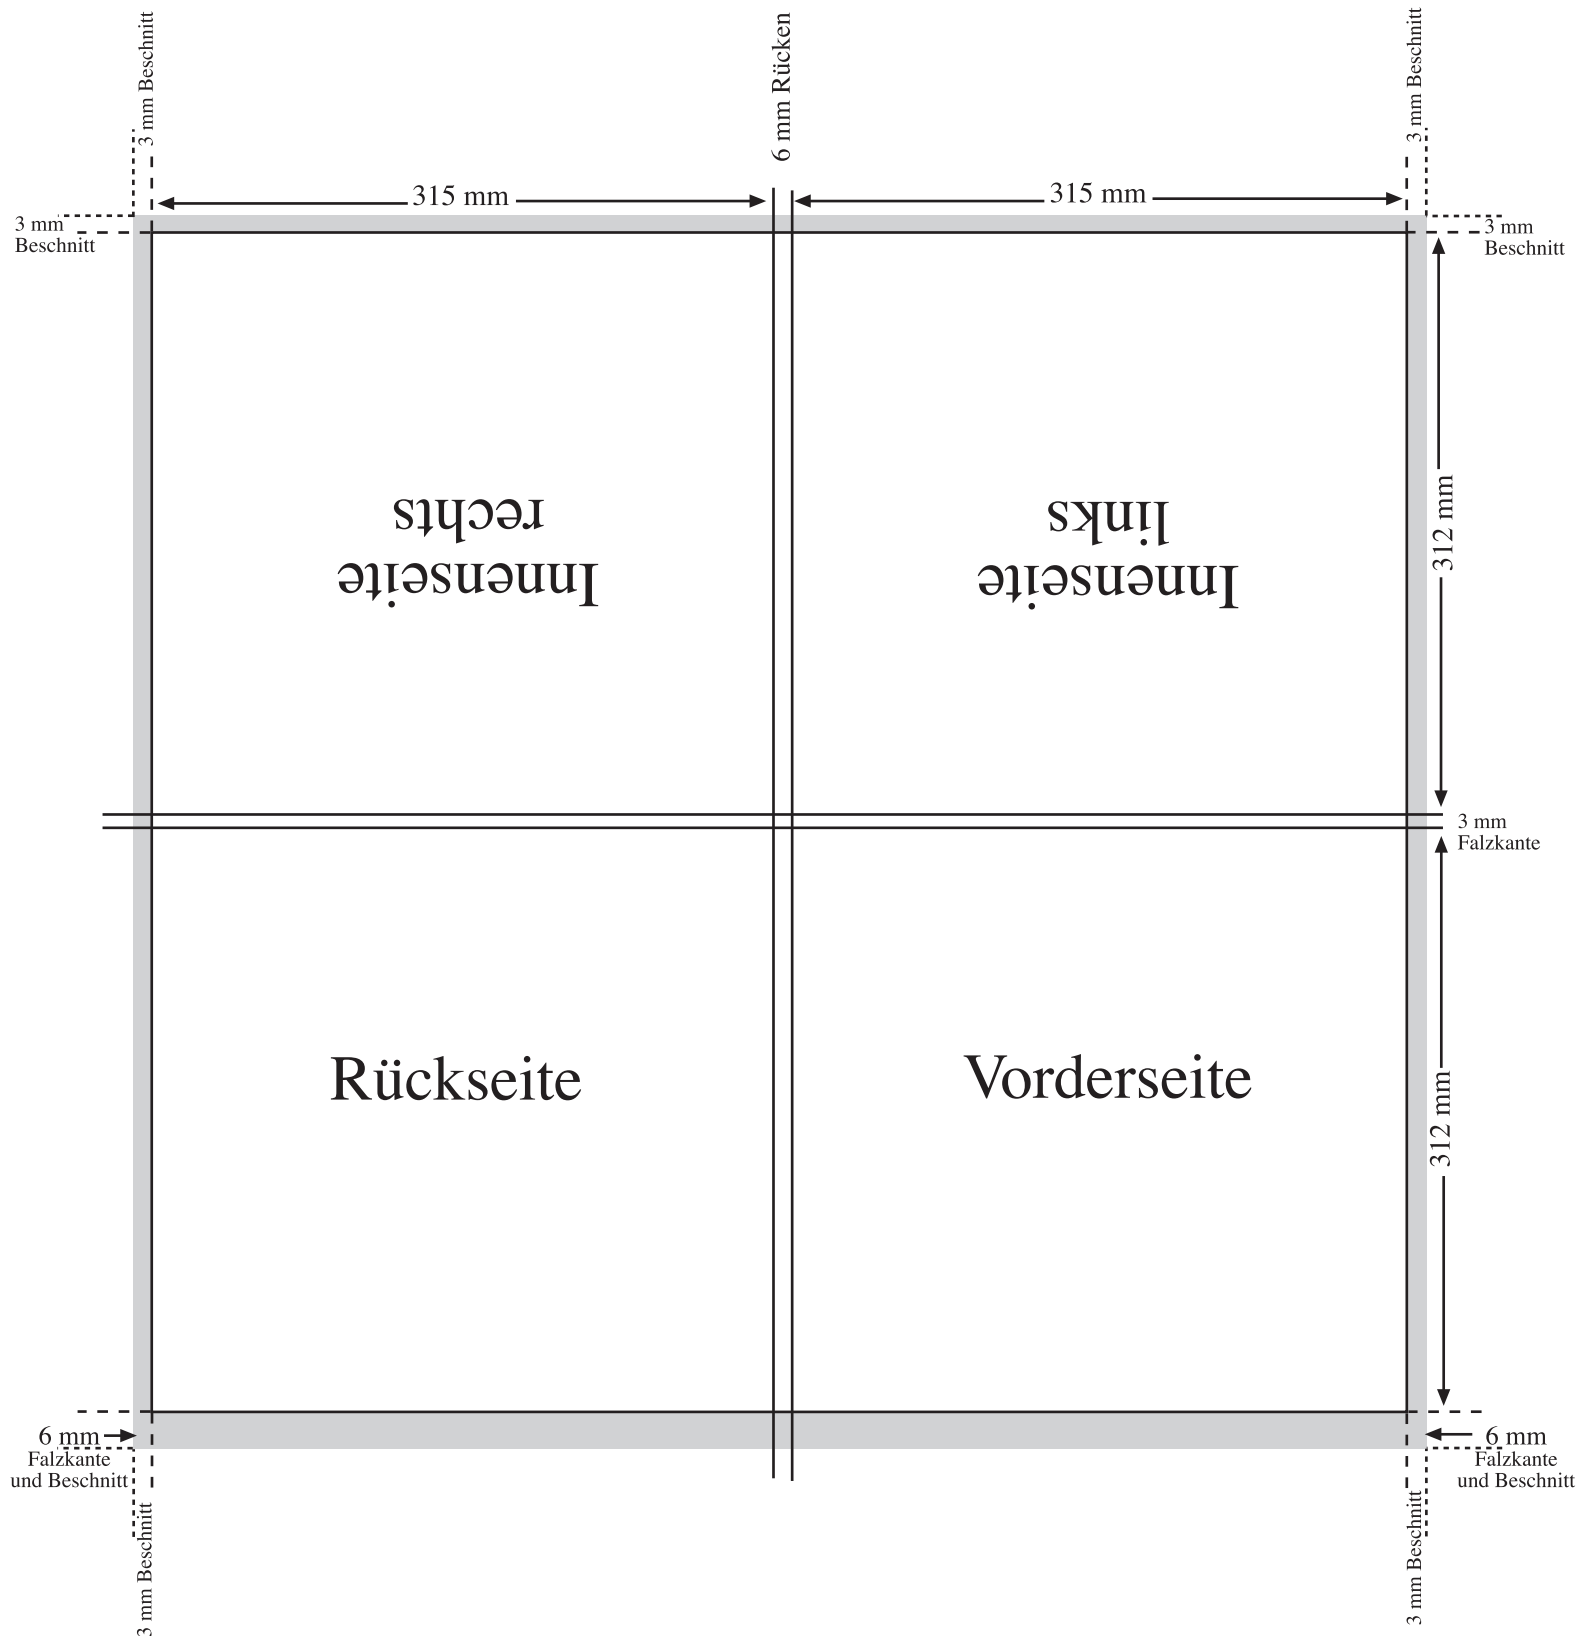 3 mm Beschnitt
6 mm Rücken
3 mm Beschnitt
315 mm
315 mm
3 mm
Beschnitt
3 mm
Beschnitt
Innenseite
rechts
Innenseite
links
312 mm
3 mm
Falzkante
Rückseite
Vorderseite
312 mm
6 mm
Falzkante
und Beschnitt
6 mm
Falzkante
und Beschnitt
3 mm Beschnitt
3 mm Beschnitt